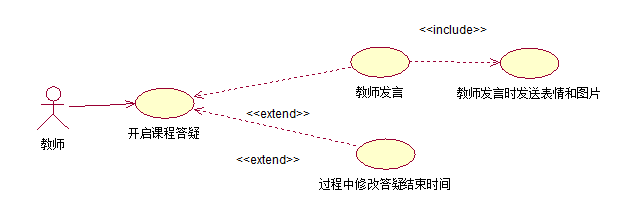 <<include>>
教师发言
教师发言时发送表情和图片
教师
开启课程答疑
<<extend>>
<<extend>>
过程中修改答疑结束时间